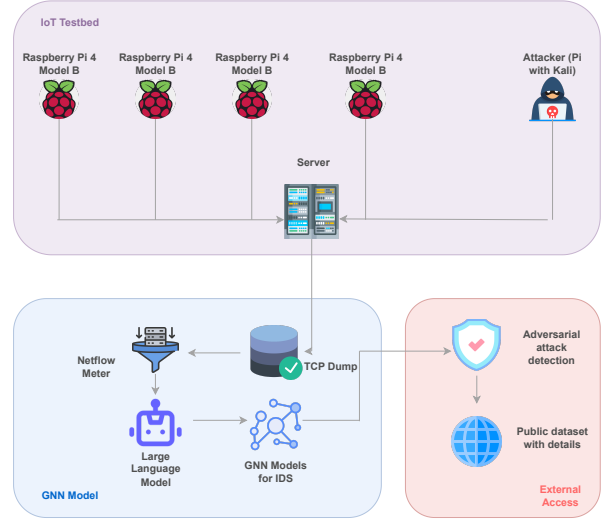 IoT Testbed
Raspberry Pi 4
Model B
Raspberry Pi 4
Model B
Raspberry Pi 4
Model B
Raspberry Pi 4
Model B
Attacker (Pi
with Kali)
Server
Netflow
Meter
TCP Dump
Large
Language
Model
GNN Models
for IDS
GNN Model
Adversarial
attack
detection
Public dataset
with details
External
Access